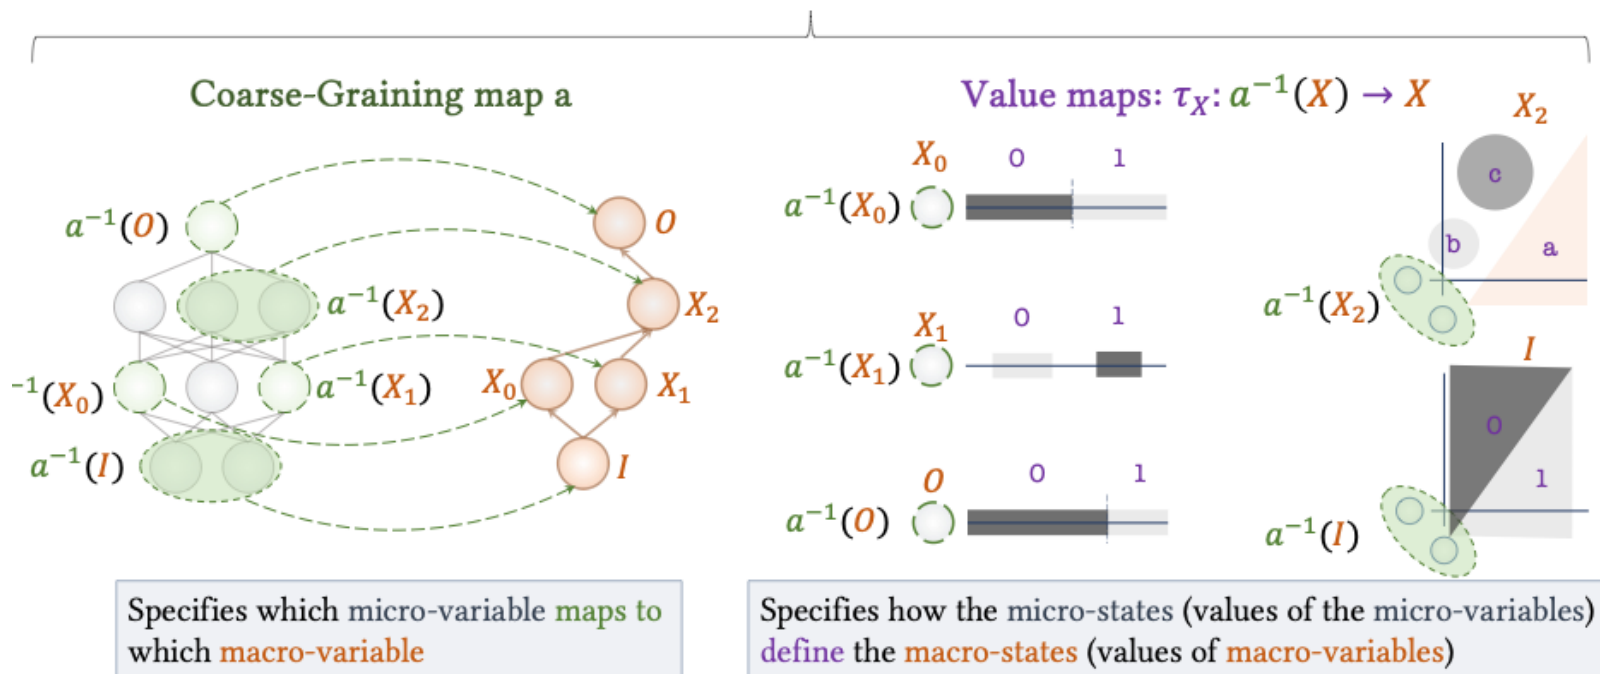 Coarse-Graining map a
Value maps: τ_X: a⁻¹(X) → X
a⁻¹(O)
O
a⁻¹(X₂)
X₂
⁻¹(X₀)
a⁻¹(X₁)
X₀
X₁
a⁻¹(I)
I
X₀
0
1
a⁻¹(X₀)
X₁
0
1
a⁻¹(X₁)
O
0
1
a⁻¹(O)
X₂
c
b
a
a⁻¹(X₂)
I
0
1
a⁻¹(I)
Specifies which micro-variable maps to
which macro-variable
Specifies how the micro-states (values of the micro-variables)
define the macro-states (values of macro-variables)